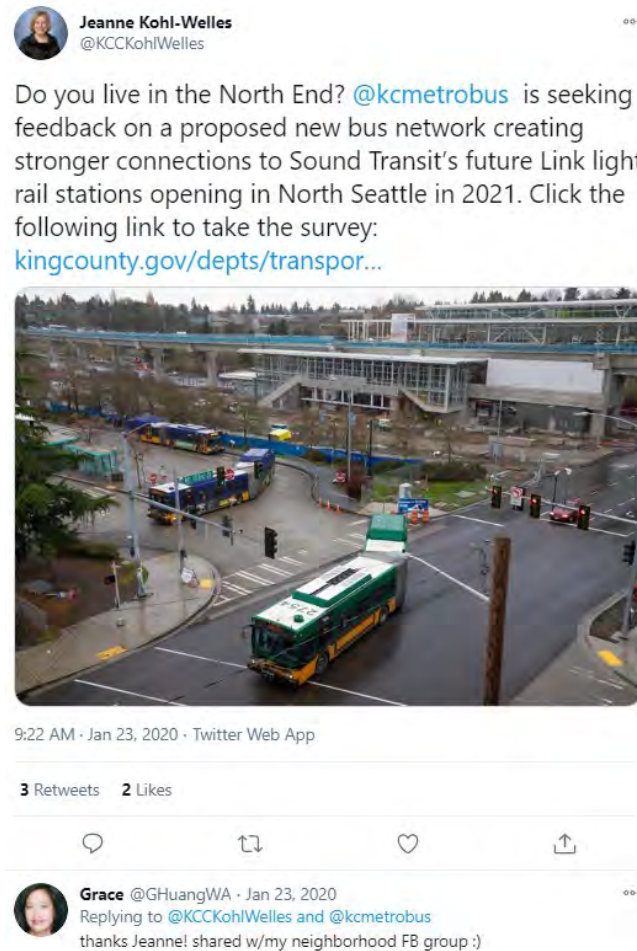 Jeanne Kohl-Welles
@KCCKohlWelles
Do you live in the North End? @kcmetrobus is seeking
feedback on a proposed new bus network creating
stronger connections to Sound Transit's future Link light
rail stations opening in North Seattle in 2021. Click the
following link to take the survey:
kingcounty.gov/depts/transpor...
2754
9:22 AM · Jan 23, 2020 · Twitter Web App
3 Retweets 2 Likes
Grace @GHuangWA · Jan 23, 2020
Replying to @KCCKohlWelles and @kcmetrobus
thanks Jeanne! shared w/my neighborhood FB group :)